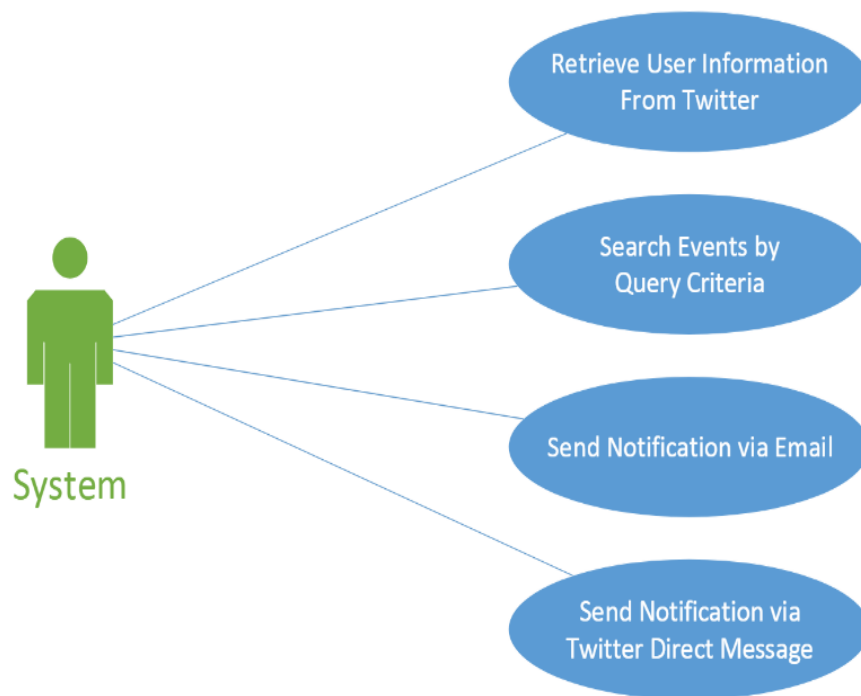 Retrieve User Information
From Twitter
Search Events by
Query Criteria
System
Send Notification via Email
Send Notification via
Twitter Direct Message